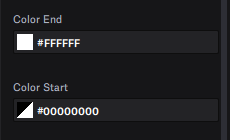 Color End
#FFFFFF
Color Start
#00000000